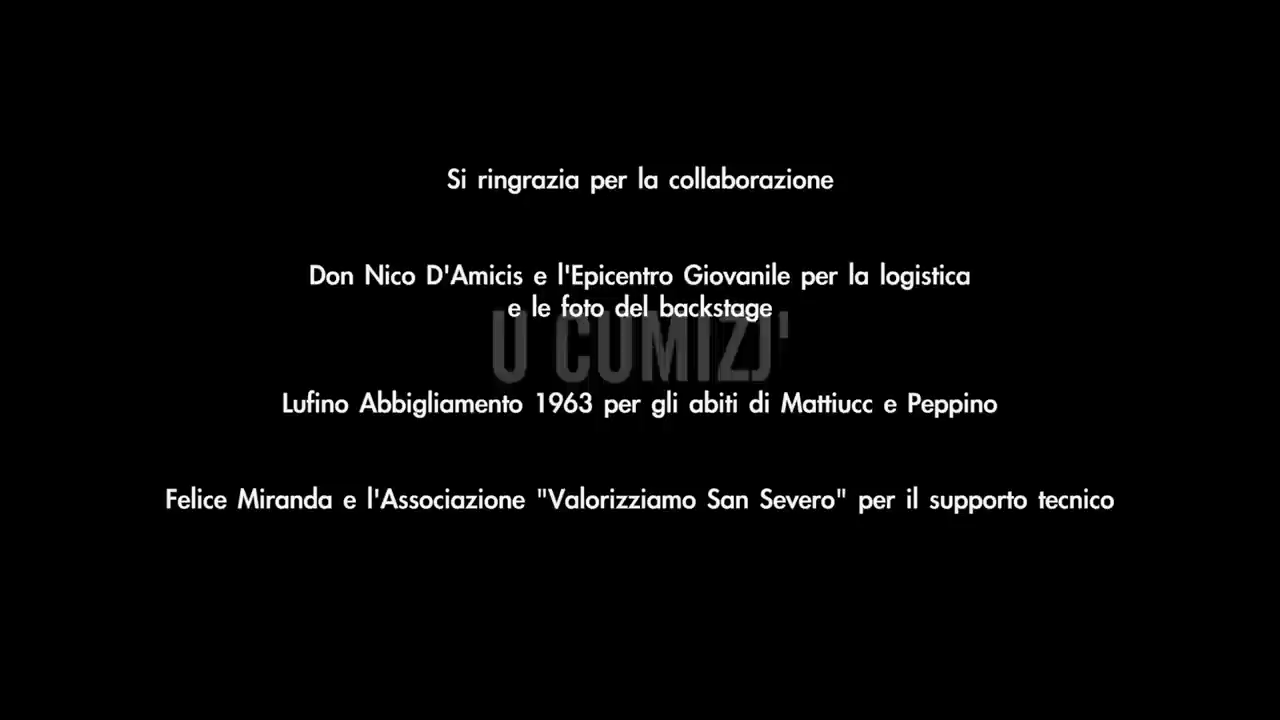 Si ringrazia per la collaborazione
Don Nico D'Amicis e l'Epicentro Giovanile per la logistica
e le foto del backstage
U CUMIZJ'
Lufino Abbigliamento 1963 per gli abiti di Mattiucc e Peppino
Felice Miranda e l'Associazione "Valorizziamo San Severo" per il supporto tecnico